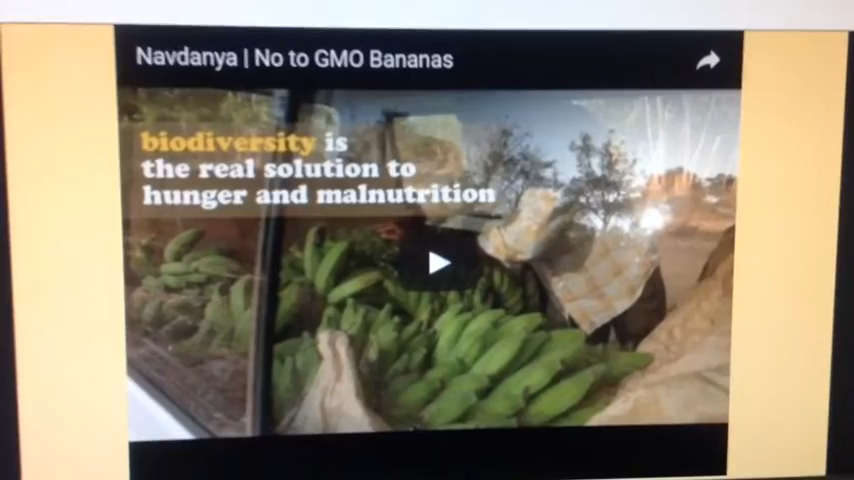 Navdanya | No to GMO Bananas
biodiversity is
the real solution to
hunger and malnutrition